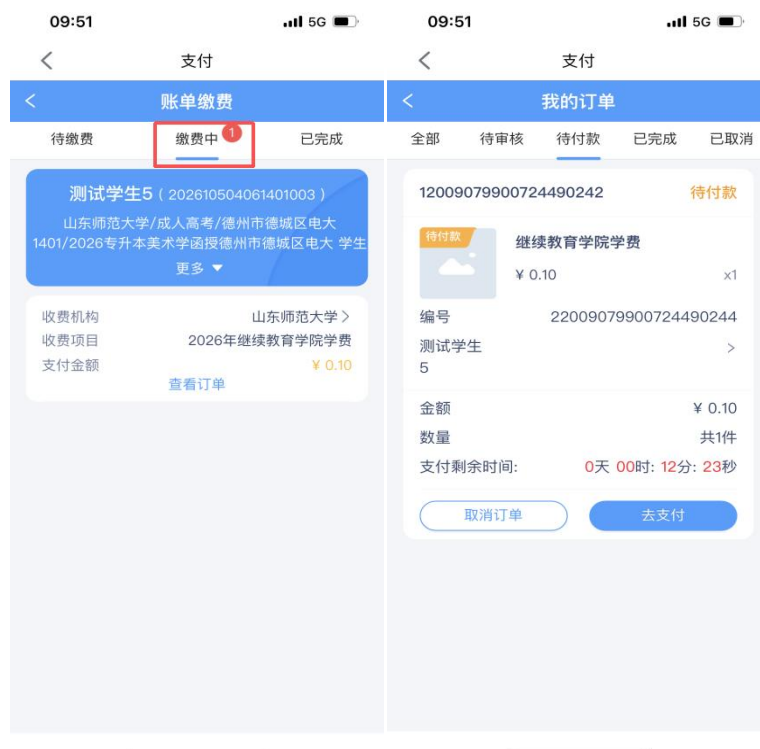 09:51
5G
支付
账单缴费
待缴费
缴费中
1
已完成
测试学生5（202610504061401003）
山东师范大学/成人高考/德州市德城区电大
1401/2026专升本美术学函授德州市德城区电大 学生
更多
收费机构
山东师范大学
收费项目
2026年继续教育学院学费
支付金额
¥ 0.10
查看订单
09:51
5G
支付
我的订单
全部
待审核
待付款
已完成
已取消
12009079900724490242
待付款
待付款
继续教育学院学费
¥ 0.10
x1
编号
22009079900724490244
测试学生
5
金额
¥ 0.10
数量
共1件
支付剩余时间:
0天 00时: 12分: 23秒
取消订单
去支付